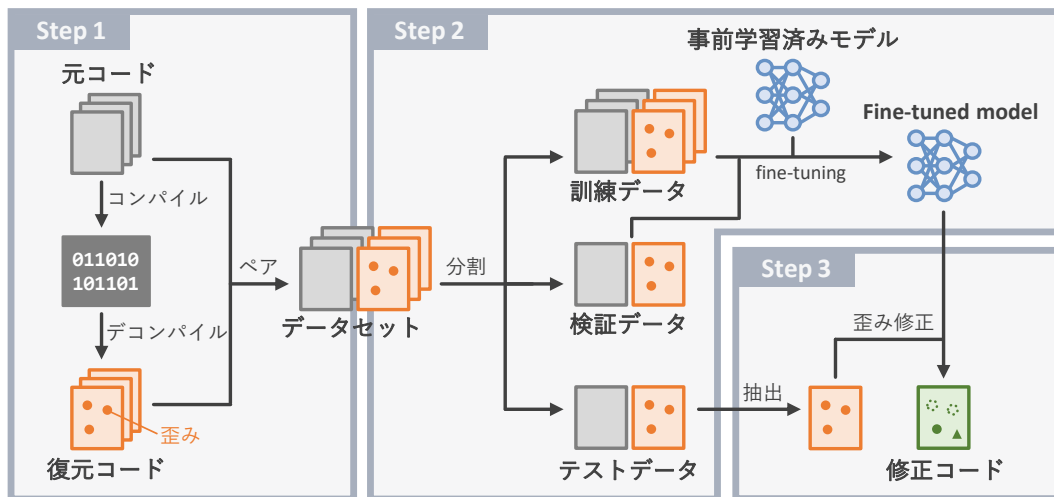 Step 1
元コード
コンパイル
011010
101101
デコンパイル
歪み
復元コード
ペア
データセット
Step 2
分割
事前学習済みモデル
訓練データ
fine-tuning
Fine-tuned model
検証データ
テストデータ
Step 3
抽出
歪み修正
修正コード